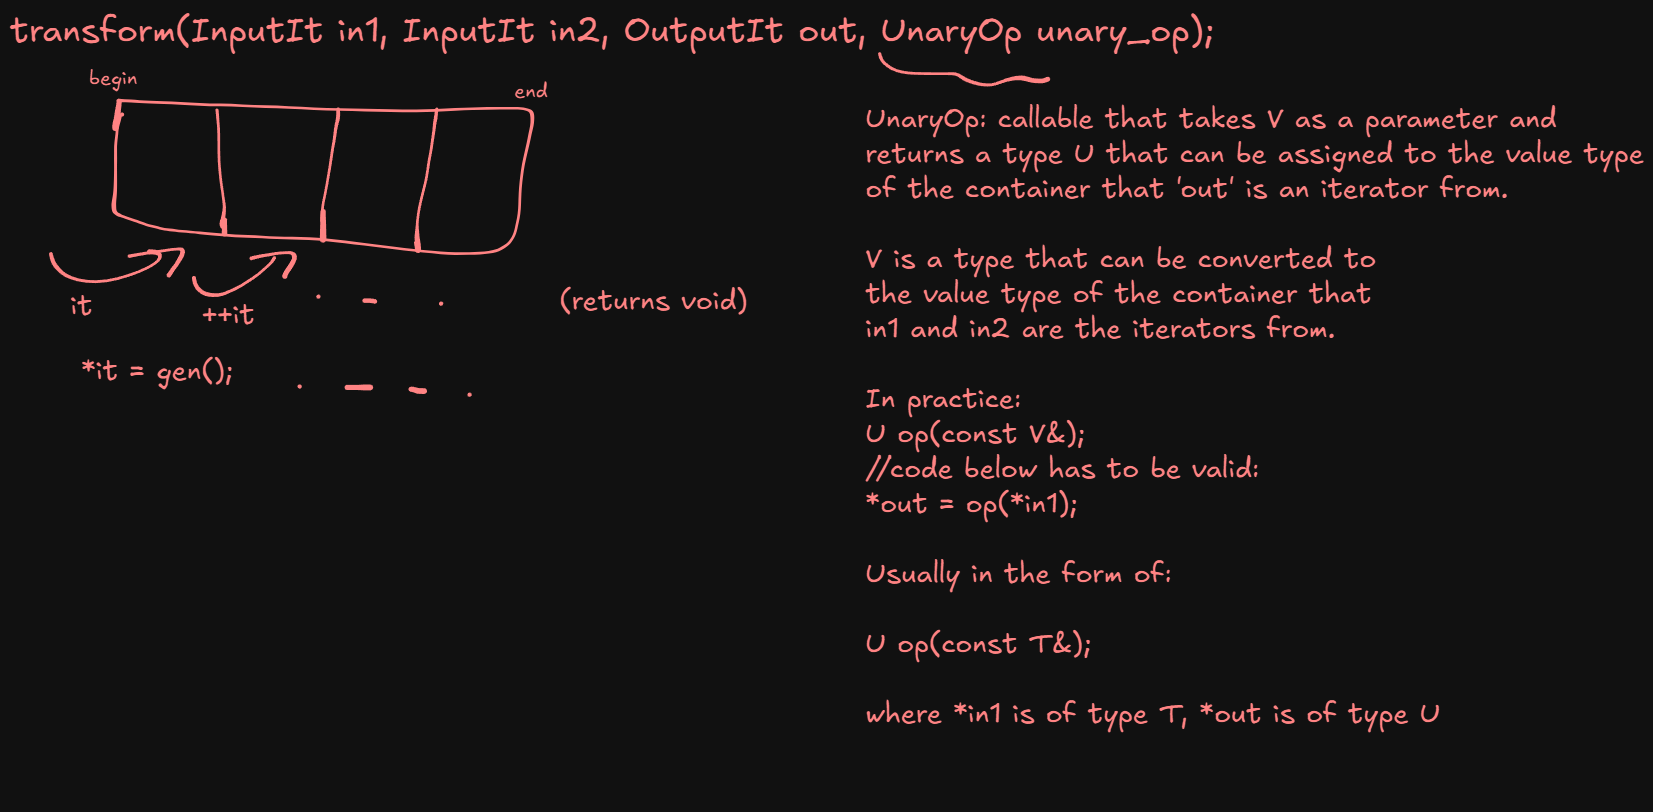 transform(InputIt in1, InputIt in2, OutputIt out, UnaryOp unary_op);
begin
end
it
++it
(returns void)
*it = gen();
UnaryOp: callable that takes V as a parameter and
returns a type U that can be assigned to the value type
of the container that 'out' is an iterator from.
V is a type that can be converted to
the value type of the container that
in1 and in2 are the iterators from.
In practice:
U op(const V&);
//code below has to be valid:
*out = op(*in1);
Usually in the form of:
U op(const T&);
where *in1 is of type T, *out is of type U